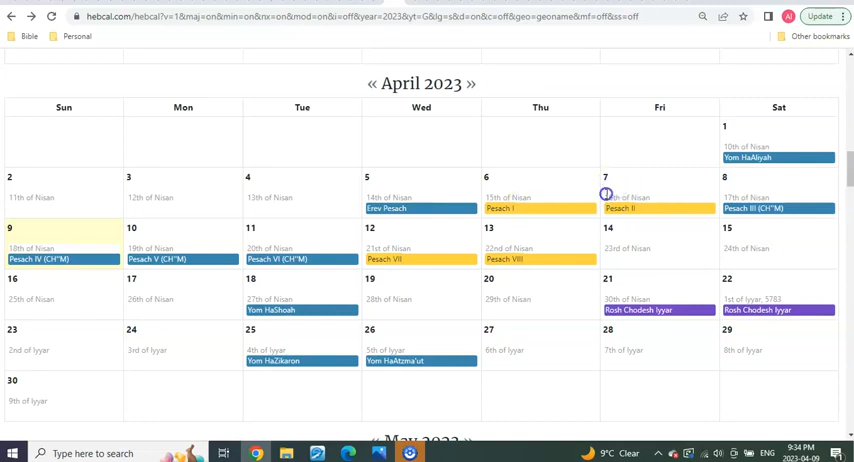 hebcal.com/hebcal?v=1&maj=on&min=on&nx=on&mod=on&i=off&year=2023&yt=G&lg=s&d=on&c=off&geo=geoname&mf=off&ss=off
AI
Update
Bible
Personal
Other bookmarks
« April 2023 »
Sun Mon Tue Wed Thu Fri Sat
1
10th of Nisan
Yom HaAliyah
2 3 4 5 6 7 8
11th of Nisan 12th of Nisan 13th of Nisan 14th of Nisan 15th of Nisan of Nisan 17th of Nisan
Erev Pesach Pesach I Pesach II Pesach III (CH"M)
9 10 11 12 13 14 15
18th of Nisan 19th of Nisan 20th of Nisan 21st of Nisan 22nd of Nisan 23rd of Nisan 24th of Nisan
Pesach IV (CH"M) Pesach V (CH"M) Pesach VI (CH"M) Pesach VII Pesach VIII
16 17 18 19 20 21 22
25th of Nisan 26th of Nisan 27th of Nisan 28th of Nisan 29th of Nisan 30th of Nisan 1st of Iyyar, 5783
Yom HaShoah Rosh Chodesh Iyyar Rosh Chodesh Iyyar
23 24 25 26 27 28 29
2nd of Iyyar 3rd of Iyyar 4th of Iyyar 5th of Iyyar 6th of Iyyar 7th of Iyyar 8th of Iyyar
Yom HaZikaron Yom HaAtzma'ut
30
9th of Iyyar
« May 2023 »
Type here to search
9°C Clear
ENG
9:34 PM
2023-04-09